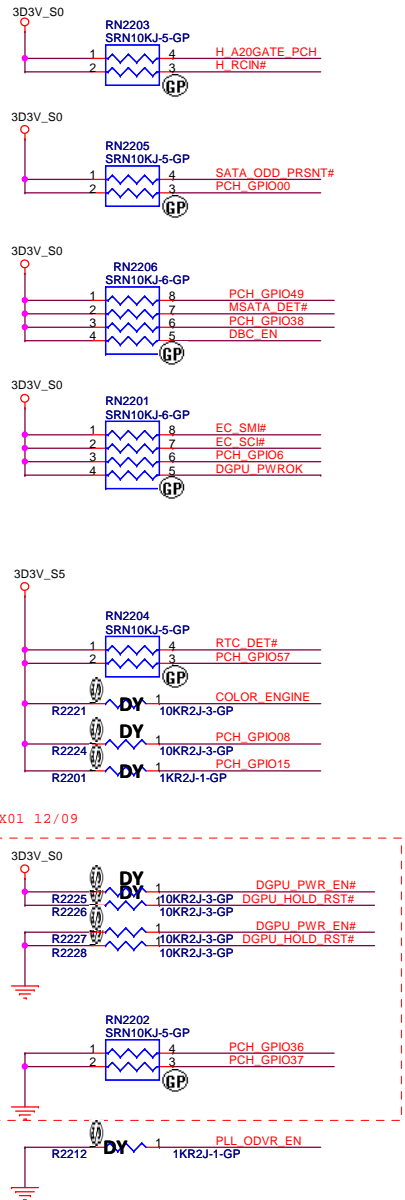 3D3V_S0
RN2203
SRN10KJ-5-GP
1 4 H_A20GATE_PCH
2 3 H_RCIN#
GP
3D3V_S0
RN2205
SRN10KJ-5-GP
1 4 SATA_ODD_PRSNT#
2 3 PCH_GPIO00
GP
3D3V_S0
RN2206
SRN10KJ-6-GP
1 8 PCH_GPIO49
2 7 MSATA_DET#
3 6 PCH_GPIO38
4 5 DBC_EN
GP
3D3V_S0
RN2201
SRN10KJ-6-GP
1 8 EC_SMI#
2 7 EC_SCI#
3 6 PCH_GPIO6
4 5 DGPU_PWROK
GP
3D3V_S5
RN2204
SRN10KJ-5-GP
1 4 RTC_DET#
2 3 PCH_GPIO57
GP
DY 1 COLOR_ENGINE
R2221 10KR2J-3-GP
DY 1 PCH_GPIO08
R2224 10KR2J-3-GP
DY 1 PCH_GPIO15
R2201 1KR2J-1-GP
X01 12/09
3D3V_S0
DY 1 DGPU_PWR_EN#
R2225 DY 1 10KR2J-3-GP DGPU_HOLD_RST#
R2226 10KR2J-3-GP
1 DGPU_PWR_EN#
R2227 1 10KR2J-3-GP DGPU_HOLD_RST#
R2228 10KR2J-3-GP
RN2202
SRN10KJ-5-GP
1 4 PCH_GPIO36
2 3 PCH_GPIO37
GP
DY 1 PLL_ODVR_EN
R2212 1KR2J-1-GP